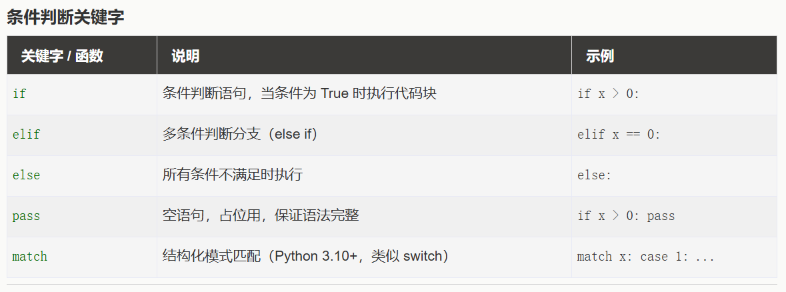 条件判断关键字
关键字 / 函数 说明 示例
if 条件判断语句，当条件为 True 时执行代码块 if x > 0:
elif 多条件判断分支（else if） elif x == 0:
else 所有条件不满足时执行 else:
pass 空语句，占位用，保证语法完整 if x > 0: pass
match 结构化模式匹配（Python 3.10+，类似 switch） match x: case 1: ...